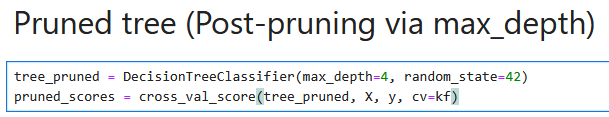 Pruned tree (Post-pruning via max_depth)
tree_pruned = DecisionTreeClassifier(max_depth=4, random_state=42)
pruned_scores = cross_val_score(tree_pruned, X, y, cv=kf)